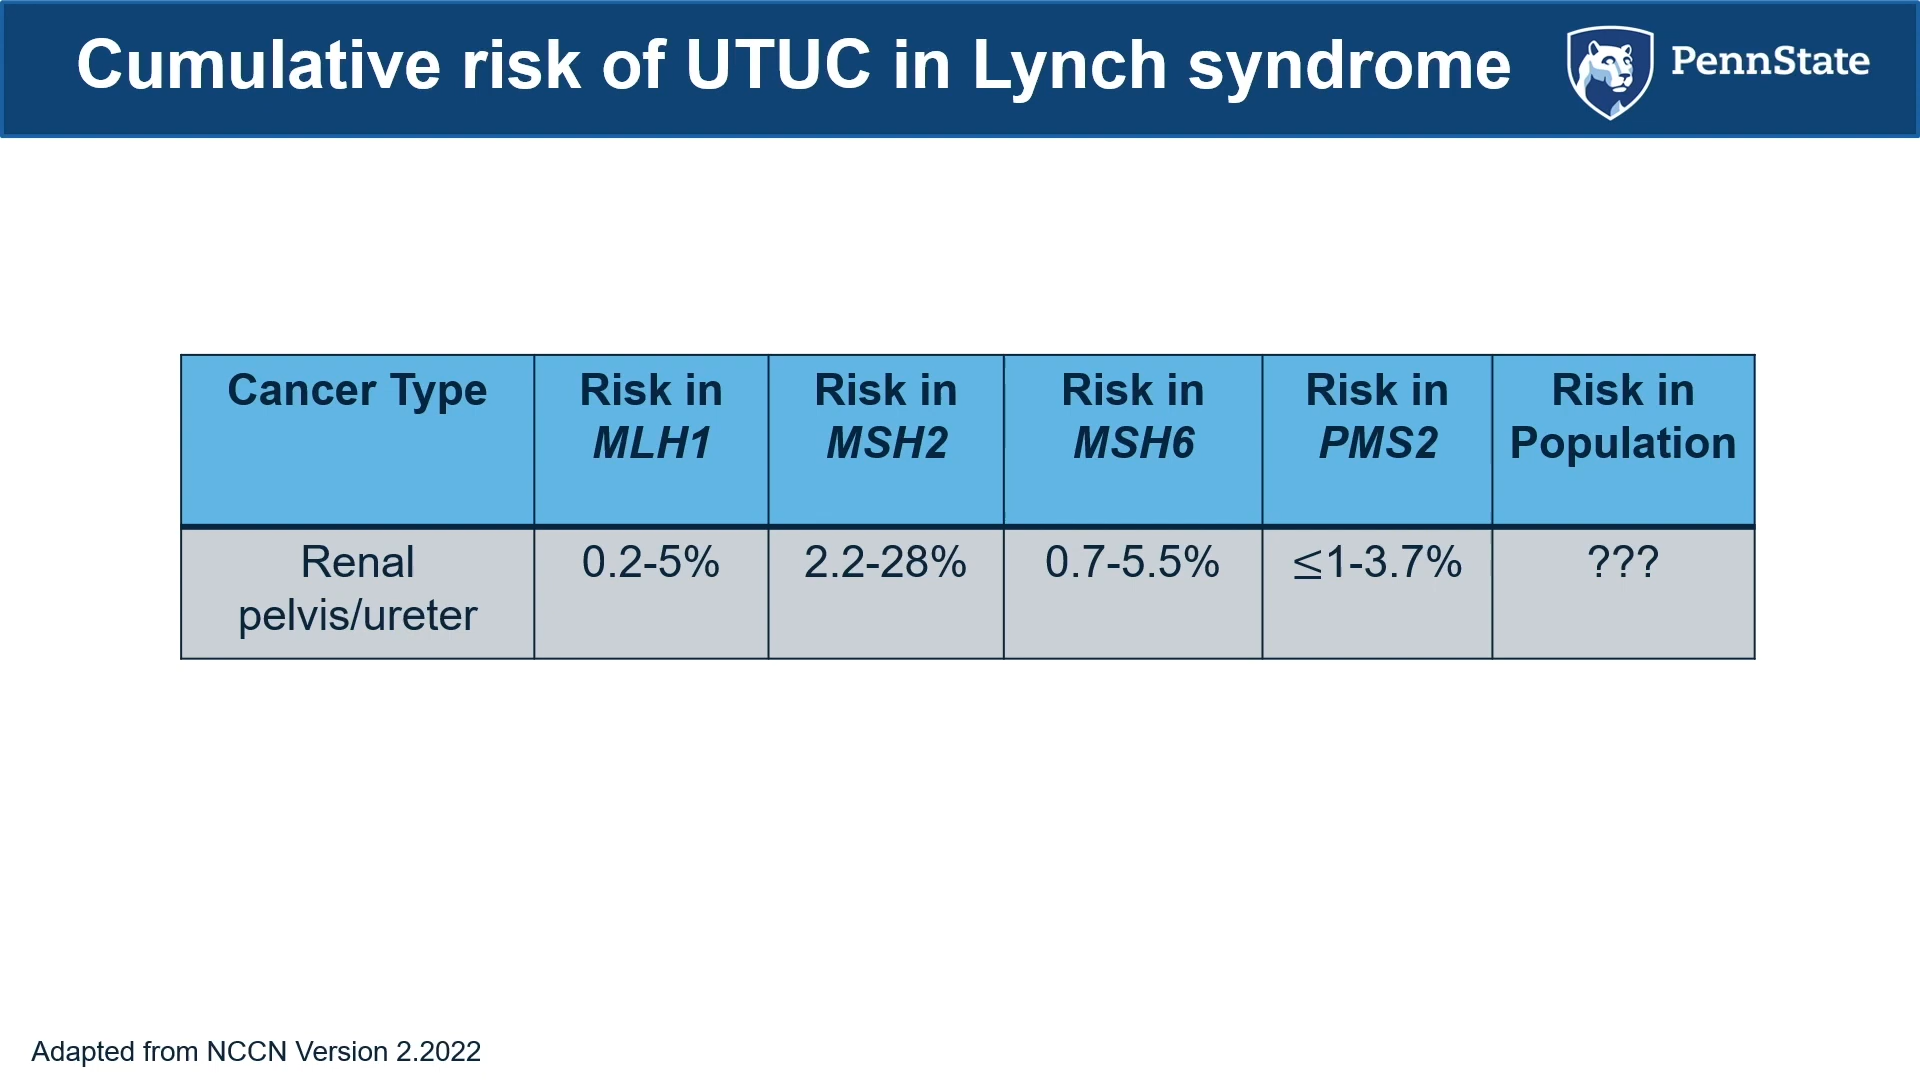 Cumulative risk of UTUC in Lynch syndrome
PennState
Cancer Type
Risk in
MLH1
Risk in
MSH2
Risk in
MSH6
Risk in
PMS2
Risk in
Population
Renal
pelvis/ureter
0.2-5%
2.2-28%
0.7-5.5%
≤1-3.7%
???
Adapted from NCCN Version 2.2022